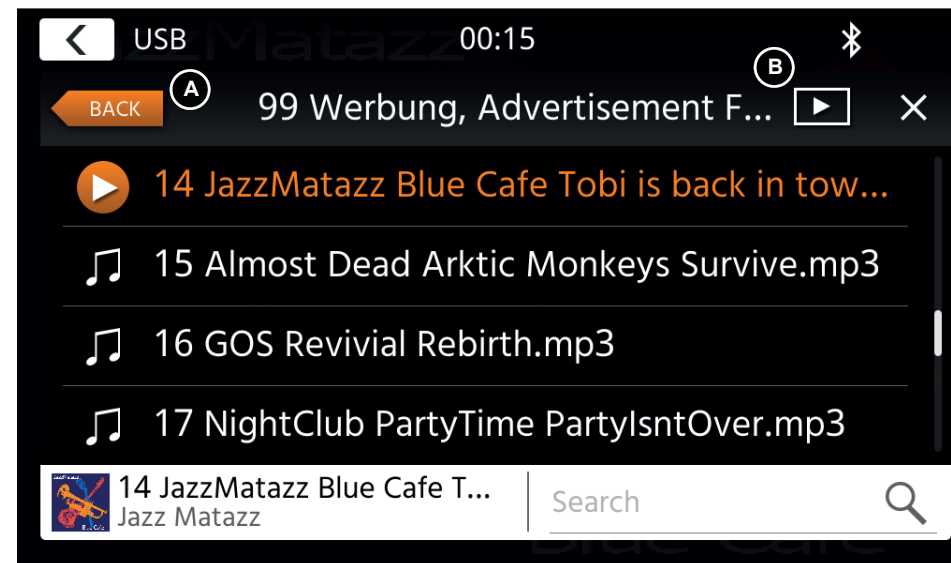 USB 00:15
A B
BACK 99 Werbung, Advertisement F...
14 JazzMatazz Blue Cafe Tobi is back in tow...
15 Almost Dead Arktic Monkeys Survive.mp3
16 GOS Revivial Rebirth.mp3
17 NightClub PartyTime PartyIsntOver.mp3
14 JazzMatazz Blue Cafe T...
Jazz Matazz
Search